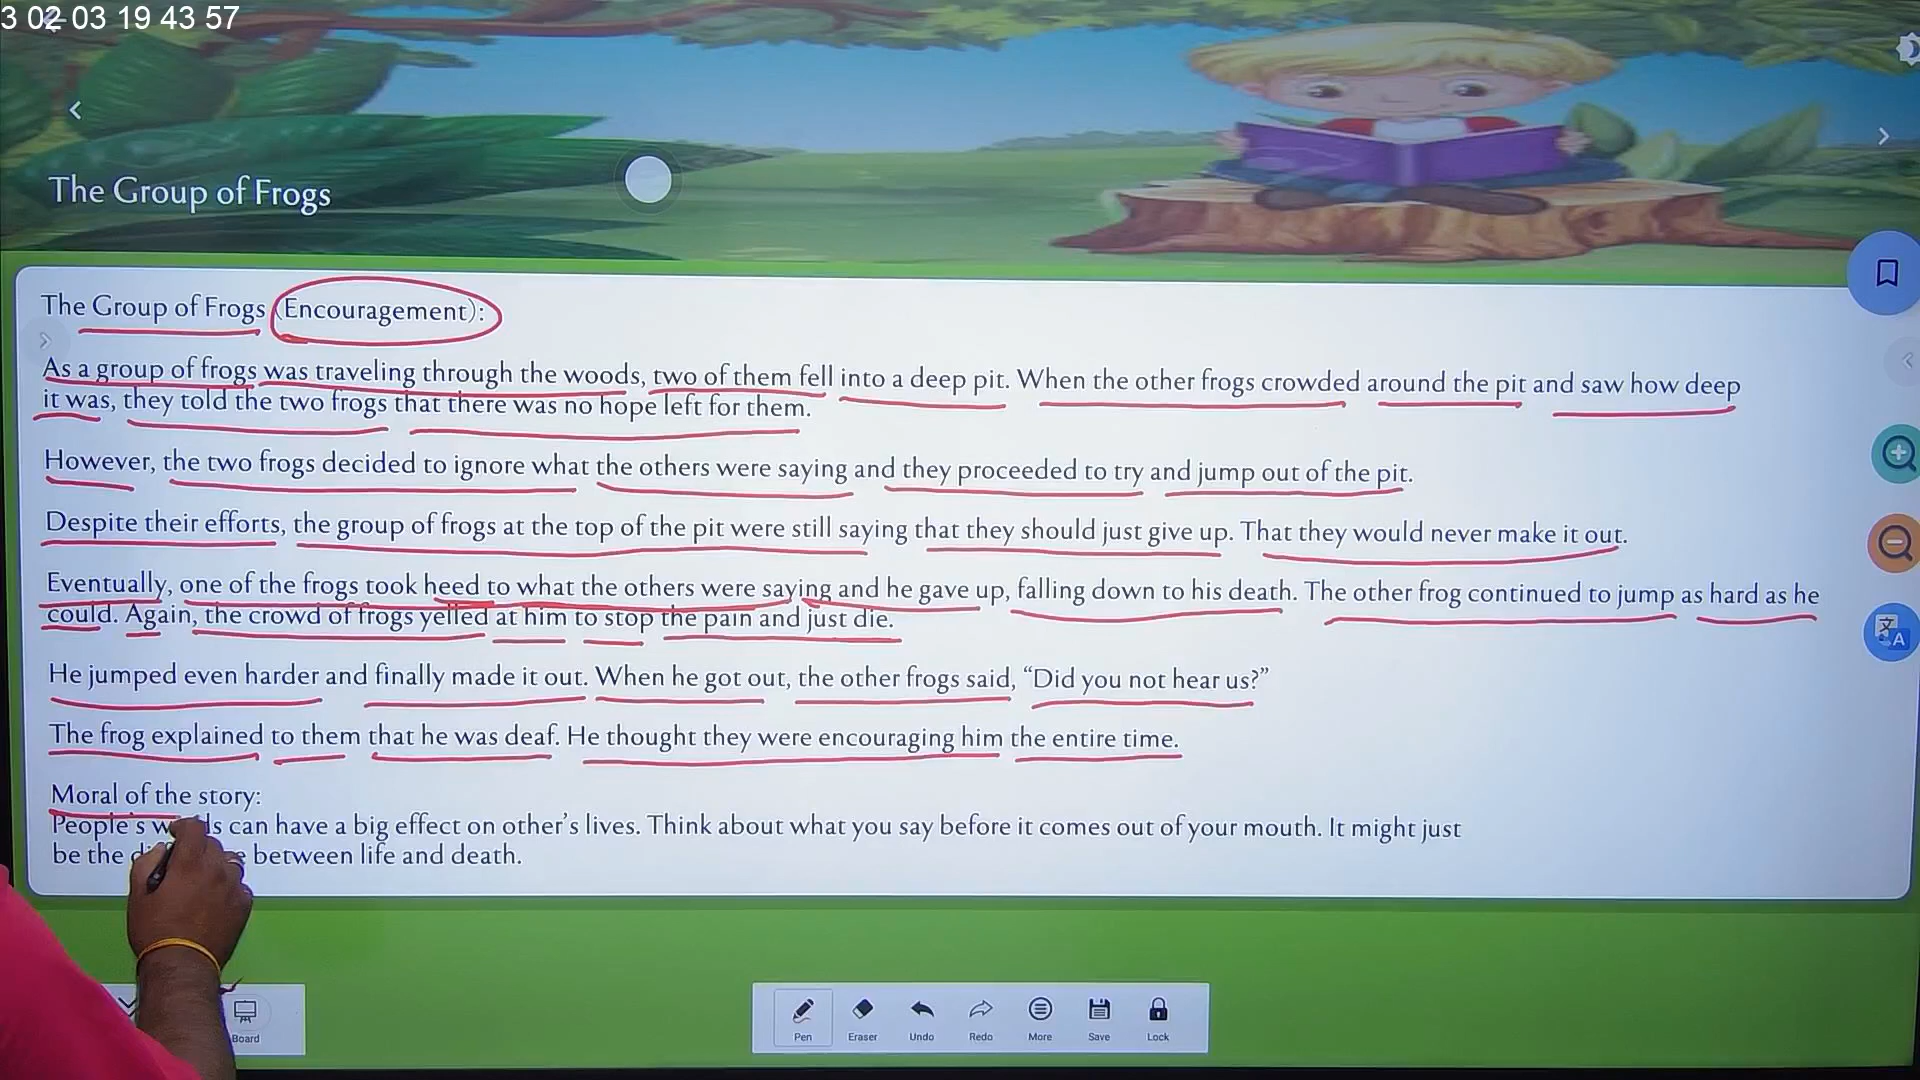 3 02 03 19 43 57
The Group of Frogs
The Group of Frogs (Encouragement):
As a group of frogs was traveling through the woods, two of them fell into a deep pit. When the other frogs crowded around the pit and saw how deep
it was, they told the two frogs that there was no hope left for them.
However, the two frogs decided to ignore what the others were saying and they proceeded to try and jump out of the pit.
Despite their efforts, the group of frogs at the top of the pit were still saying that they should just give up. That they would never make it out.
Eventually, one of the frogs took heed to what the others were saying and he gave up, falling down to his death. The other frog continued to jump as hard as he
could. Again, the crowd of frogs yelled at him to stop the pain and just die.
He jumped even harder and finally made it out. When he got out, the other frogs said, “Did you not hear us?”
The frog explained to them that he was deaf. He thought they were encouraging him the entire time.
Moral of the story:
People's can have a big effect on other’s lives. Think about what you say before it comes out of your mouth. It might just
be the between life and death.
Board
Pen Eraser Undo Redo More Save Lock